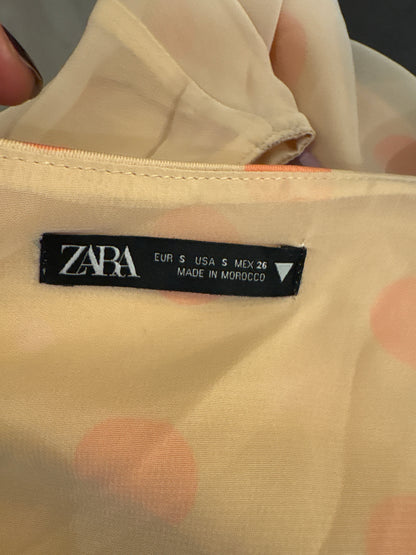 ZARA
EUR S USA S MEX 26
MADE IN MOROCCO